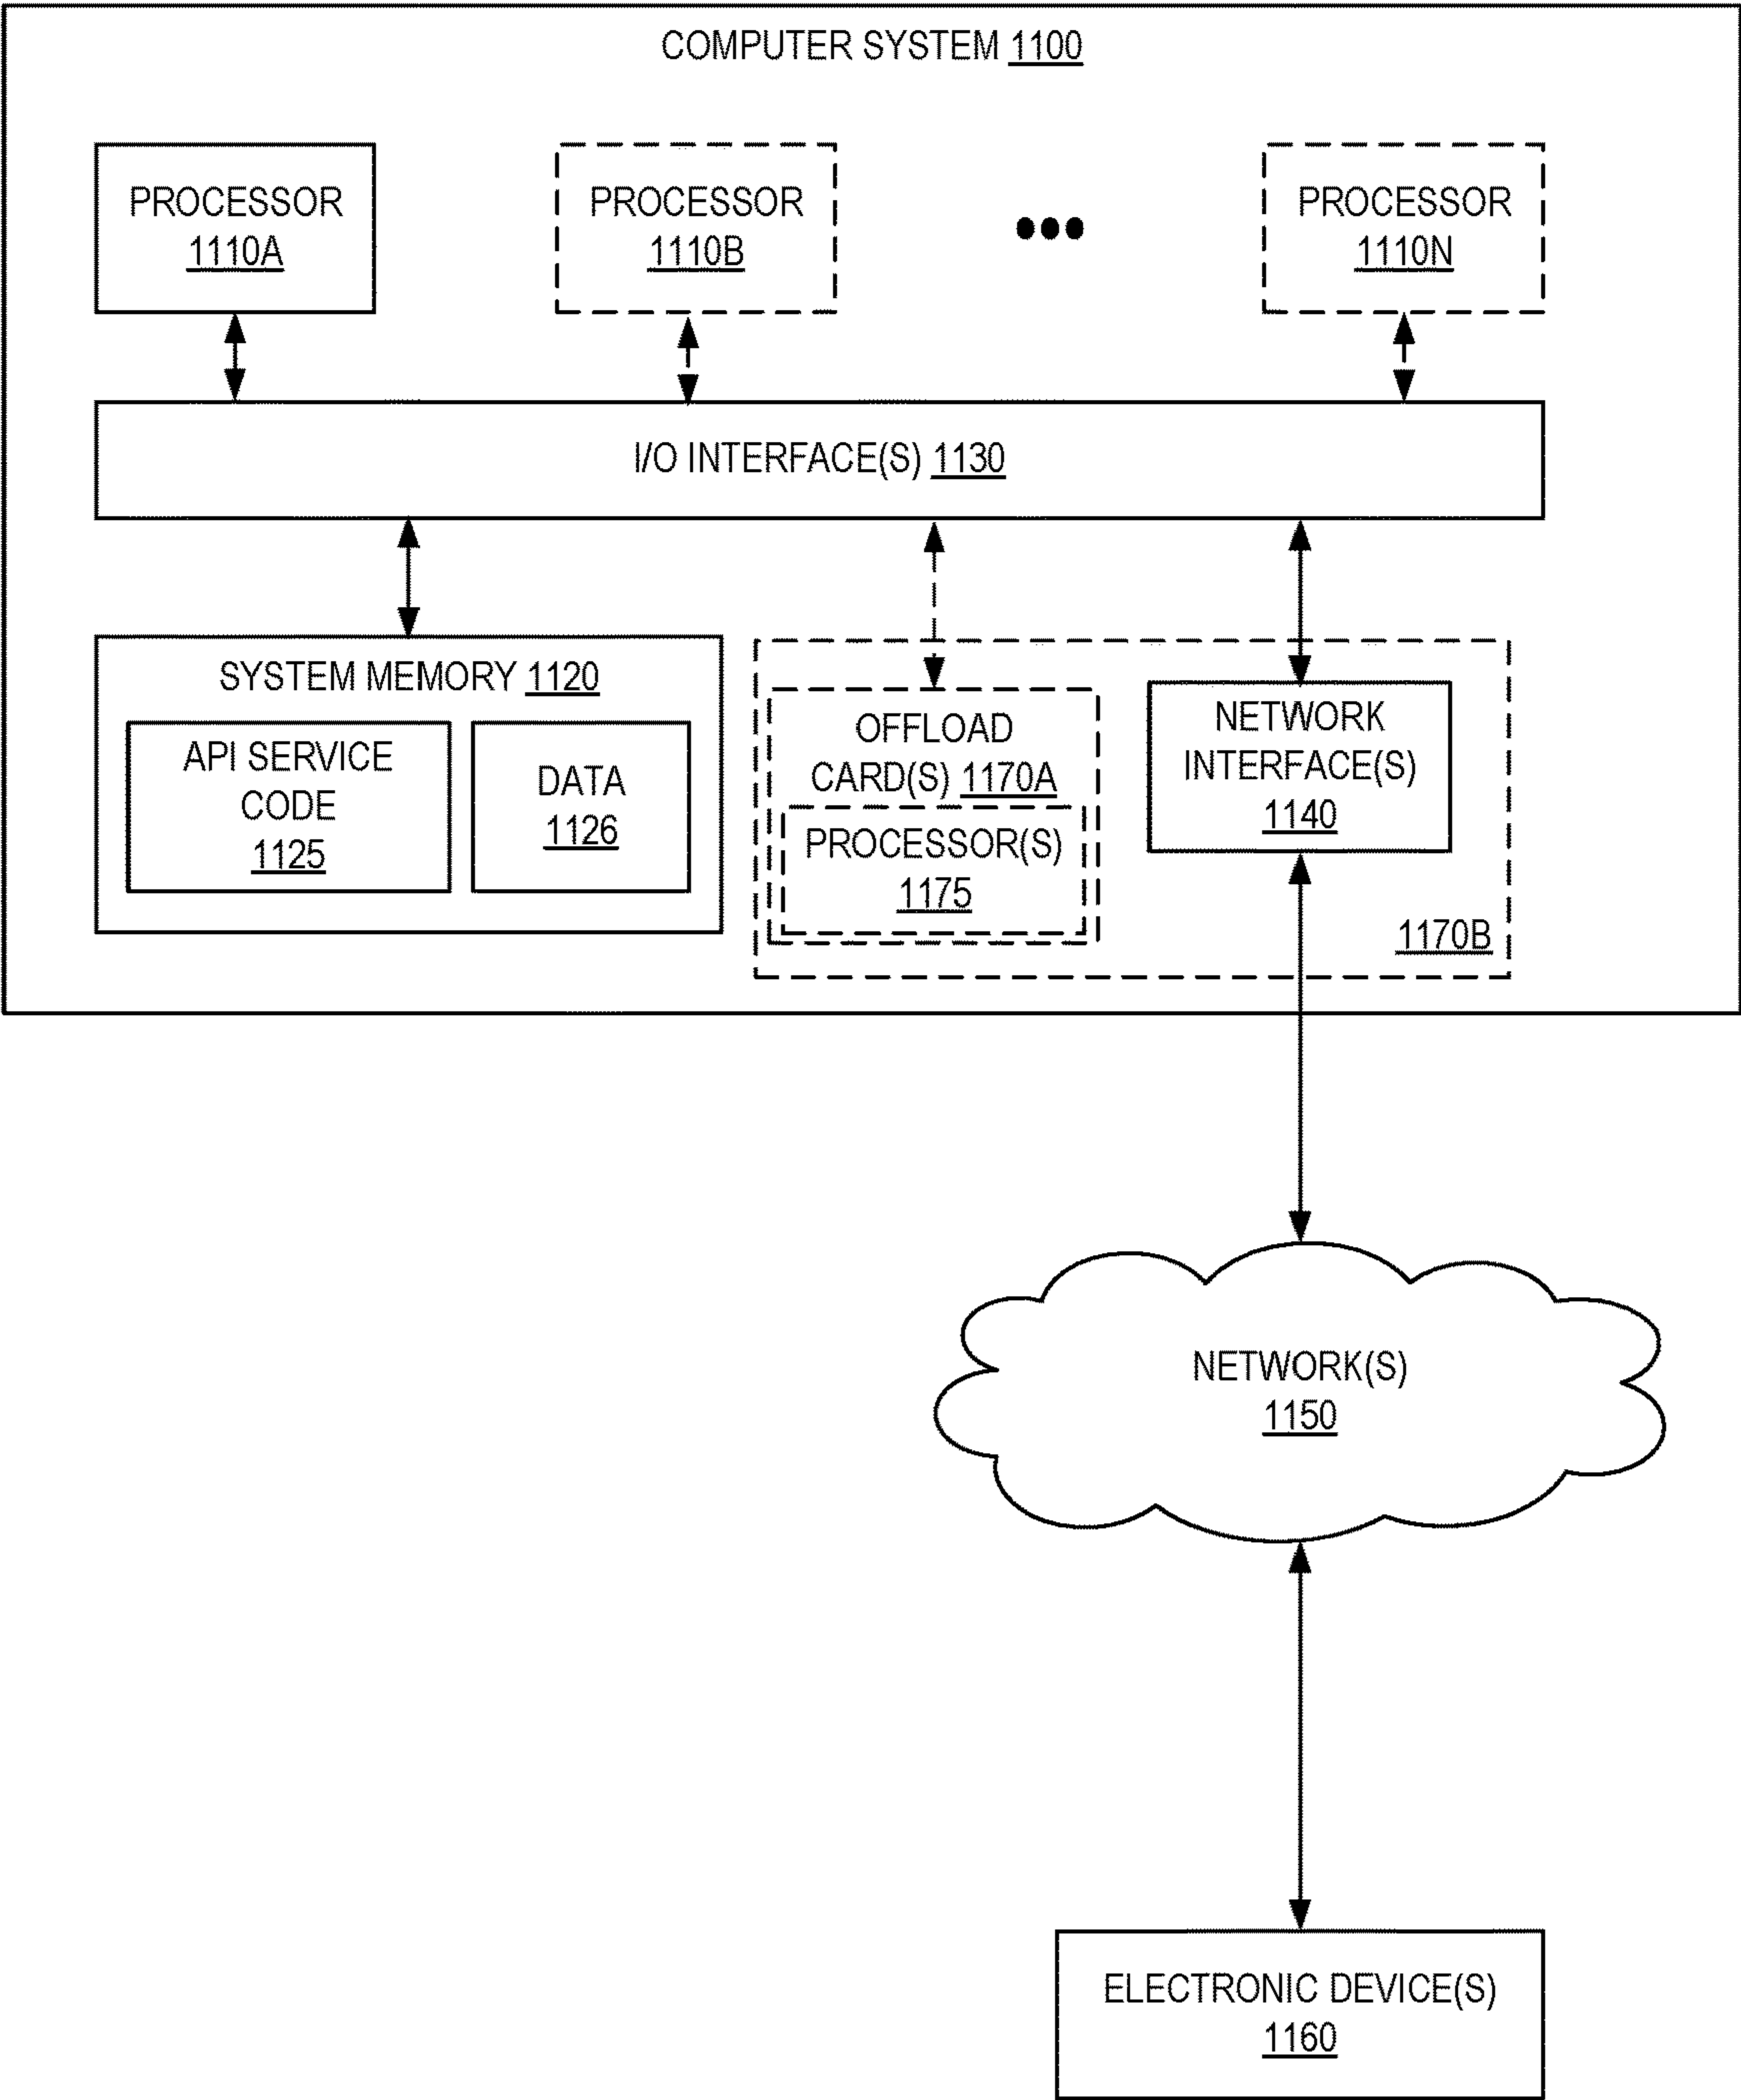 COMPUTER SYSTEM 1100
PROCESSOR
1110A
PROCESSOR
1110B
PROCESSOR
1110N
I/O INTERFACE(S) 1130
SYSTEM MEMORY 1120
API SERVICE
CODE
1125
DATA
1126
OFFLOAD
CARD(S) 1170A
PROCESSOR(S)
1175
NETWORK
INTERFACE(S)
1140
1170B
NETWORK(S)
1150
ELECTRONIC DEVICE(S)
1160